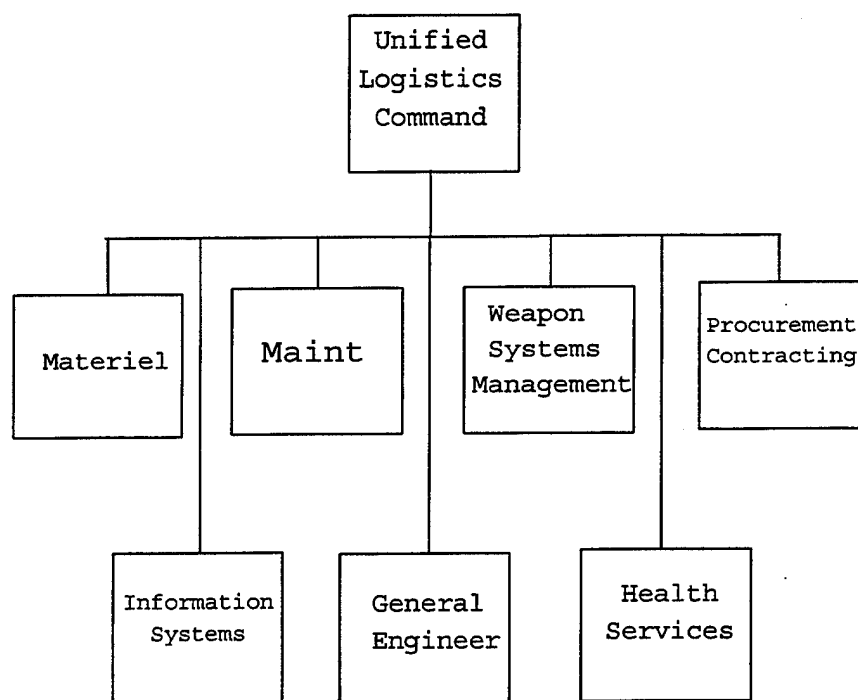 Unified
Logistics
Command
Materiel
Maint
Weapon
Systems
Management
Procurement
Contracting
Information
Systems
General
Engineer
Health
Services